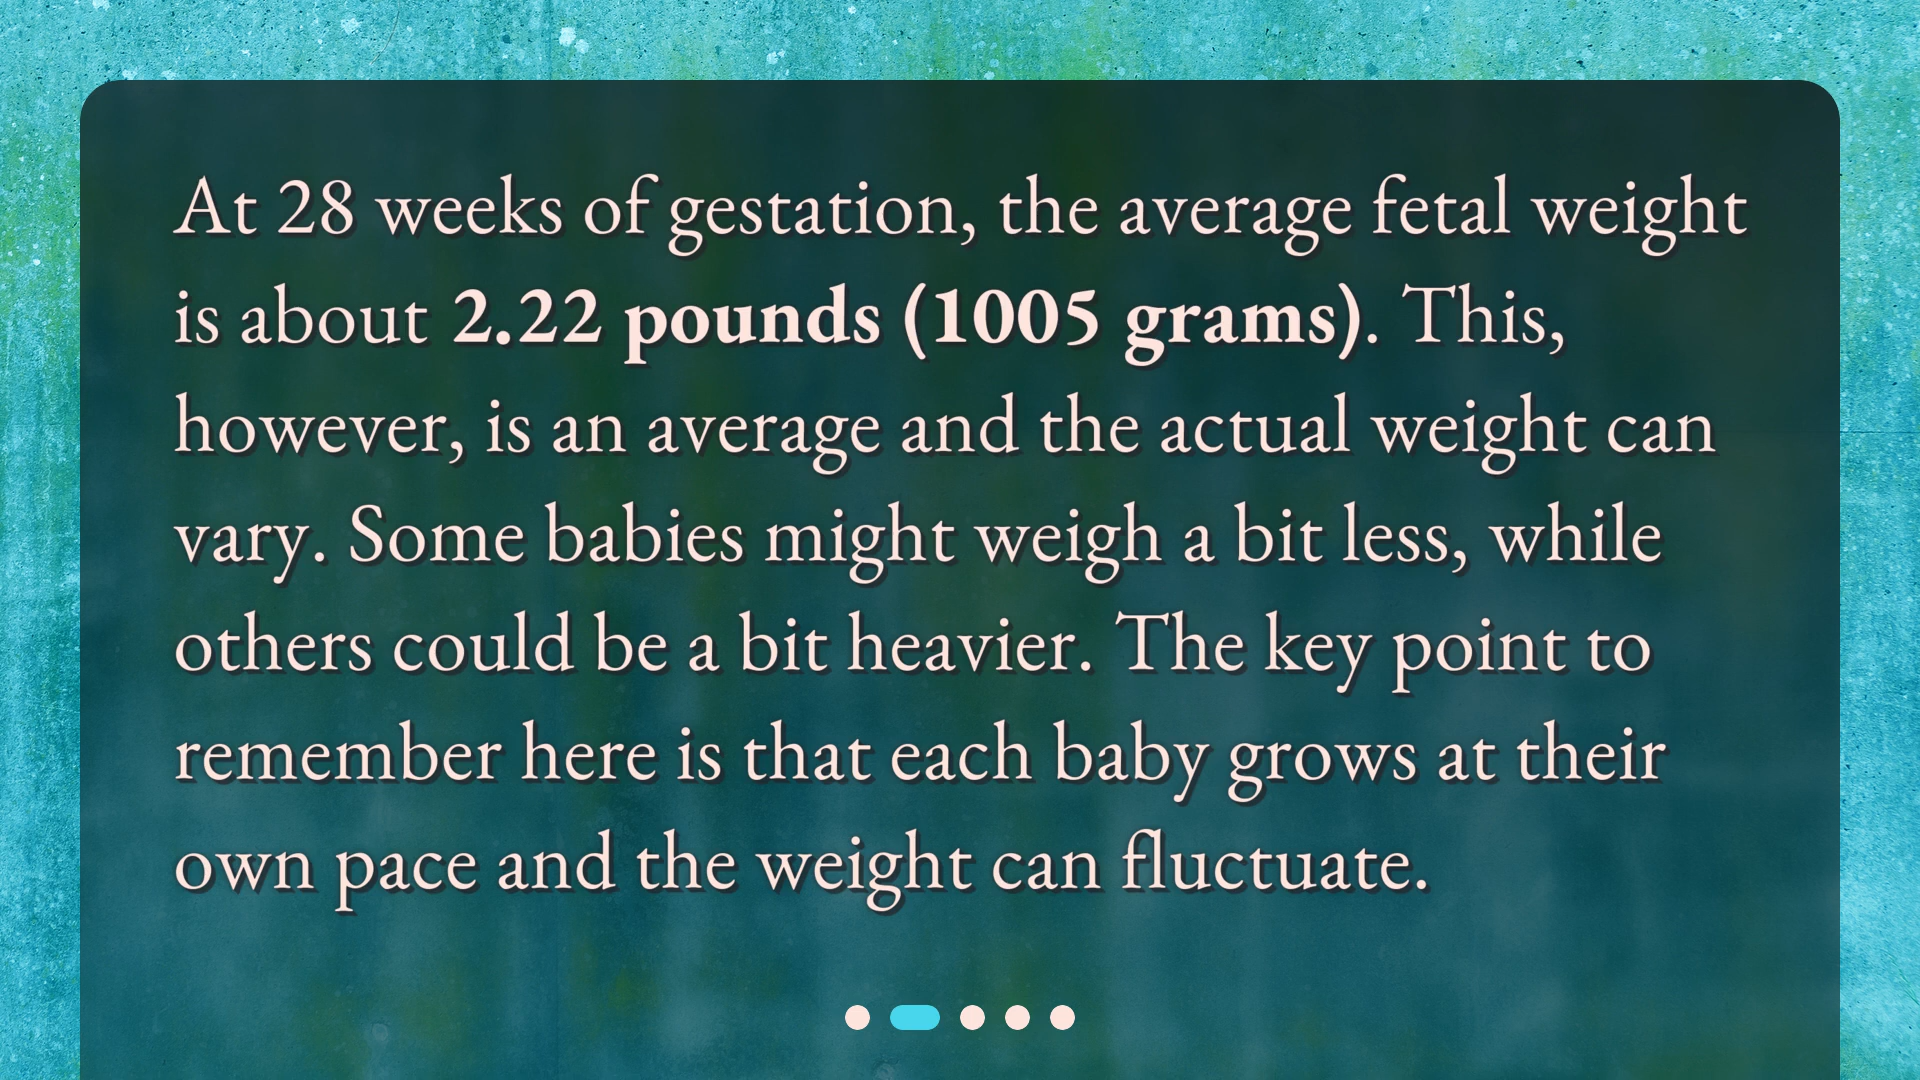 At 28 weeks of gestation, the average fetal weight
is about 2.22 pounds (1005 grams). This,
however, is an average and the actual weight can
vary. Some babies might weigh a bit less, while
others could be a bit heavier. The key point to
remember here is that each baby grows at their
own pace and the weight can fluctuate.